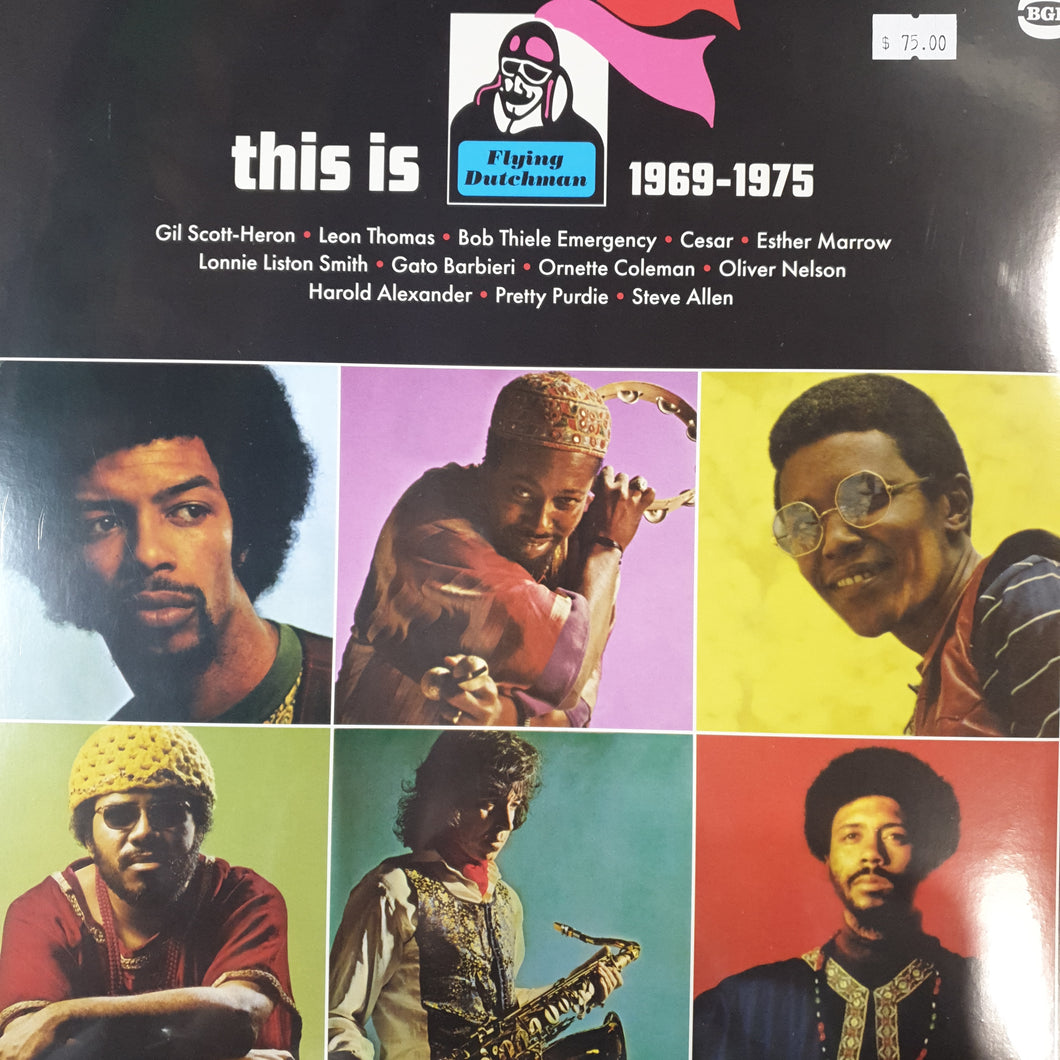 BGP
$ 75.00
this is
Flying
Dutchman
1969-1975
Gil Scott-Heron • Leon Thomas • Bob Thiele Emergency • Cesar • Esther Marrow
Lonnie Liston Smith • Gato Barbieri • Ornette Coleman • Oliver Nelson
Harold Alexander • Pretty Purdie • Steve Allen